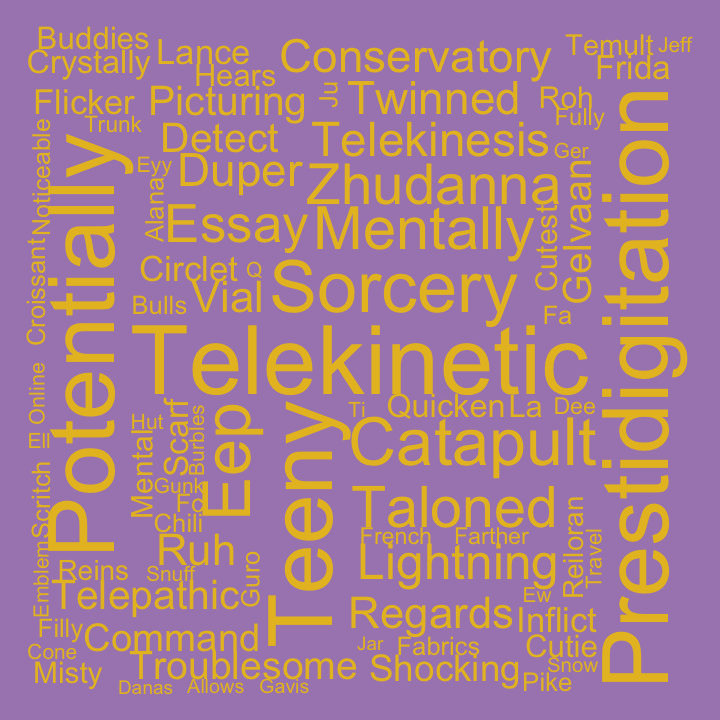 Buddies
Lance
Conservatory
Temult
Jeff
Crystally
Hears
Frida
Flicker
Picturing
Ju
Twinned
Roh
Fully
Trunk
Detect
Telekinesis
Ger
Noticeable
Potentially
Eyy
Duper
Zhudanna
Prestidigitation
Alana
Essay
Mentally
Cutest
Gelvaan
Croissant
Circlet
Q
Sorcery
Bulls
Vial
Fa
Telekinetic
Online
Ti
Quicken
La
Dee
Hut
Scarf
Burbles
Eep
Teeny
Catapult
Ell
Mental
Scritch
Gunk
Chili
Taloned
Reiloran
French
Farther
Travel
Ruh
Lightning
Emblem
Reins
Snuff
Guro
Telepathic
Ew
Regards
Inflict
Filly
Command
Jar
Fabrics
Cutie
Cone
Misty
Troublesome
Shocking
Snow
Pike
Danas
Allows
Gavis